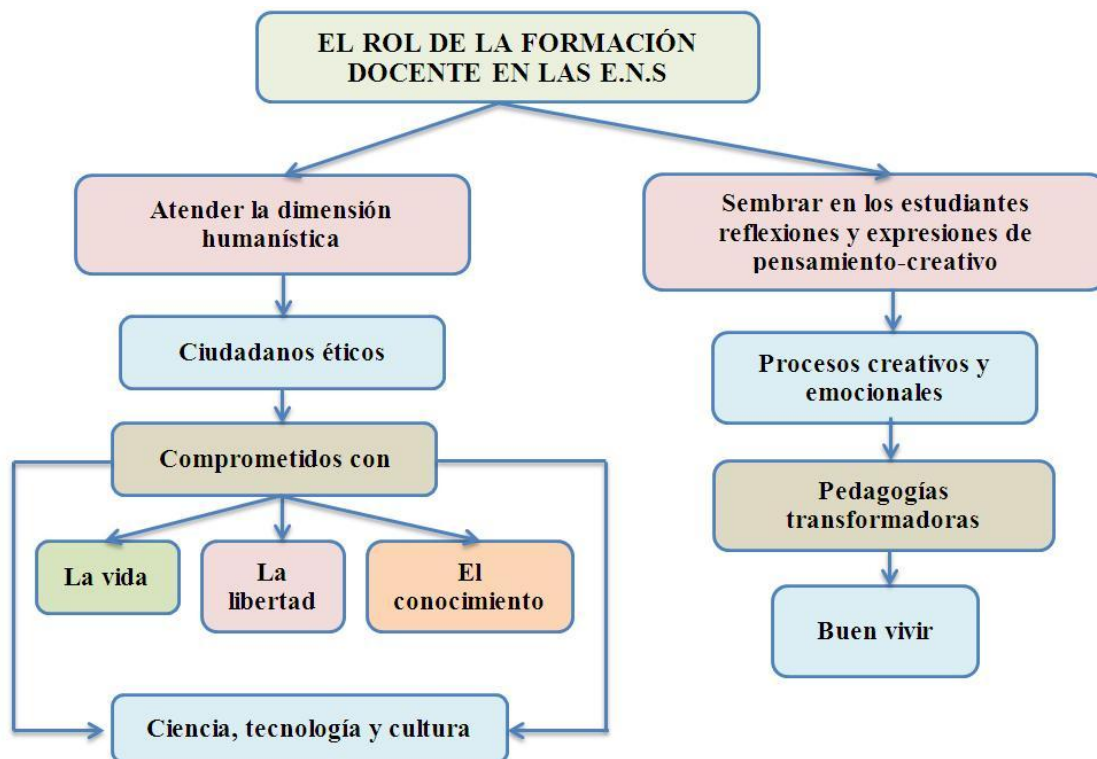 EL ROL DE LA FORMACIÓN
DOCENTE EN LAS E.N.S
Atender la dimensión
humanística
Sembrar en los estudiantes
reflexiones y expresiones de
pensamiento-creativo
Ciudadanos éticos
Procesos creativos y
emocionales
Comprometidos con
Pedagogías
transformadoras
La vida
La
libertad
El
conocimiento
Buen vivir
Ciencia, tecnología y cultura